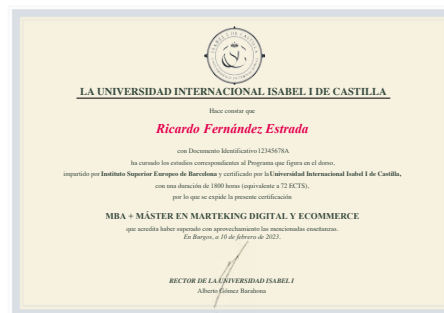 LA UNIVERSIDAD INTERNACIONAL ISABEL I DE CASTILLA
Hace constar que
Ricardo Fernández Estrada
con Documento Identificativo 12345678A
ha cursado los estudios correspondientes al Programa que figura en el dorso,
impartido por Instituto Superior Europeo de Barcelona y certificado por la Universidad Internacional Isabel I de Castilla,
con una duración de 1800 horas (equivalente a 72 ECTS),
por lo que se expide la presente certificación
MBA + MÁSTER EN MARTEKING DIGITAL Y ECOMMERCE
que acredita haber superado con aprovechamiento las mencionadas enseñanzas.
En Burgos, a 10 de febrero de 2023.
RECTOR DE LA UNIVERSIDAD ISABEL I
Alberto Gómez Barahona